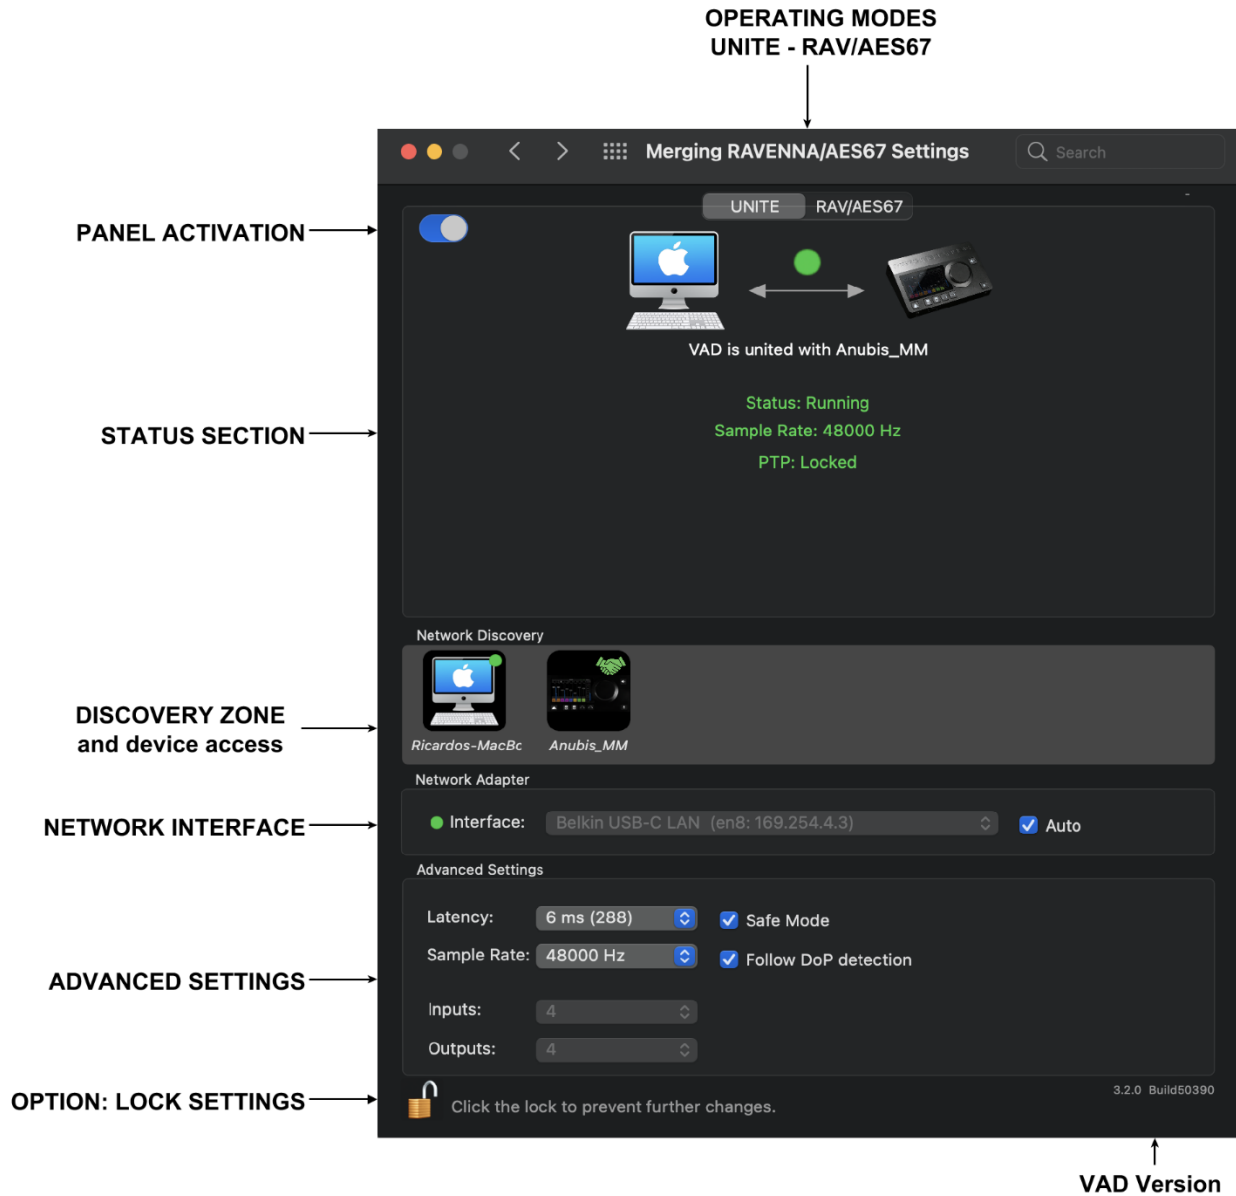 OPERATING MODES
UNITE - RAV/AES67
Merging RAVENNA/AES67 Settings
Search
UNITE RAV/AES67
PANEL ACTIVATION
VAD is united with Anubis_MM
Status: Running
STATUS SECTION
Sample Rate: 48000 Hz
PTP: Locked
Network Discovery
DISCOVERY ZONE
and device access
Ricardos-MacBc Anubis_MM
Network Adapter
NETWORK INTERFACE
Interface: Belkin USB-C LAN (en8: 169.254.4.3) Auto
Advanced Settings
Latency: 6 ms (288) Safe Mode
Sample Rate: 48000 Hz Follow DoP detection
ADVANCED SETTINGS
Inputs: 4
Outputs: 4
OPTION: LOCK SETTINGS
Click the lock to prevent further changes.
3.2.0 Build50390
VAD Version